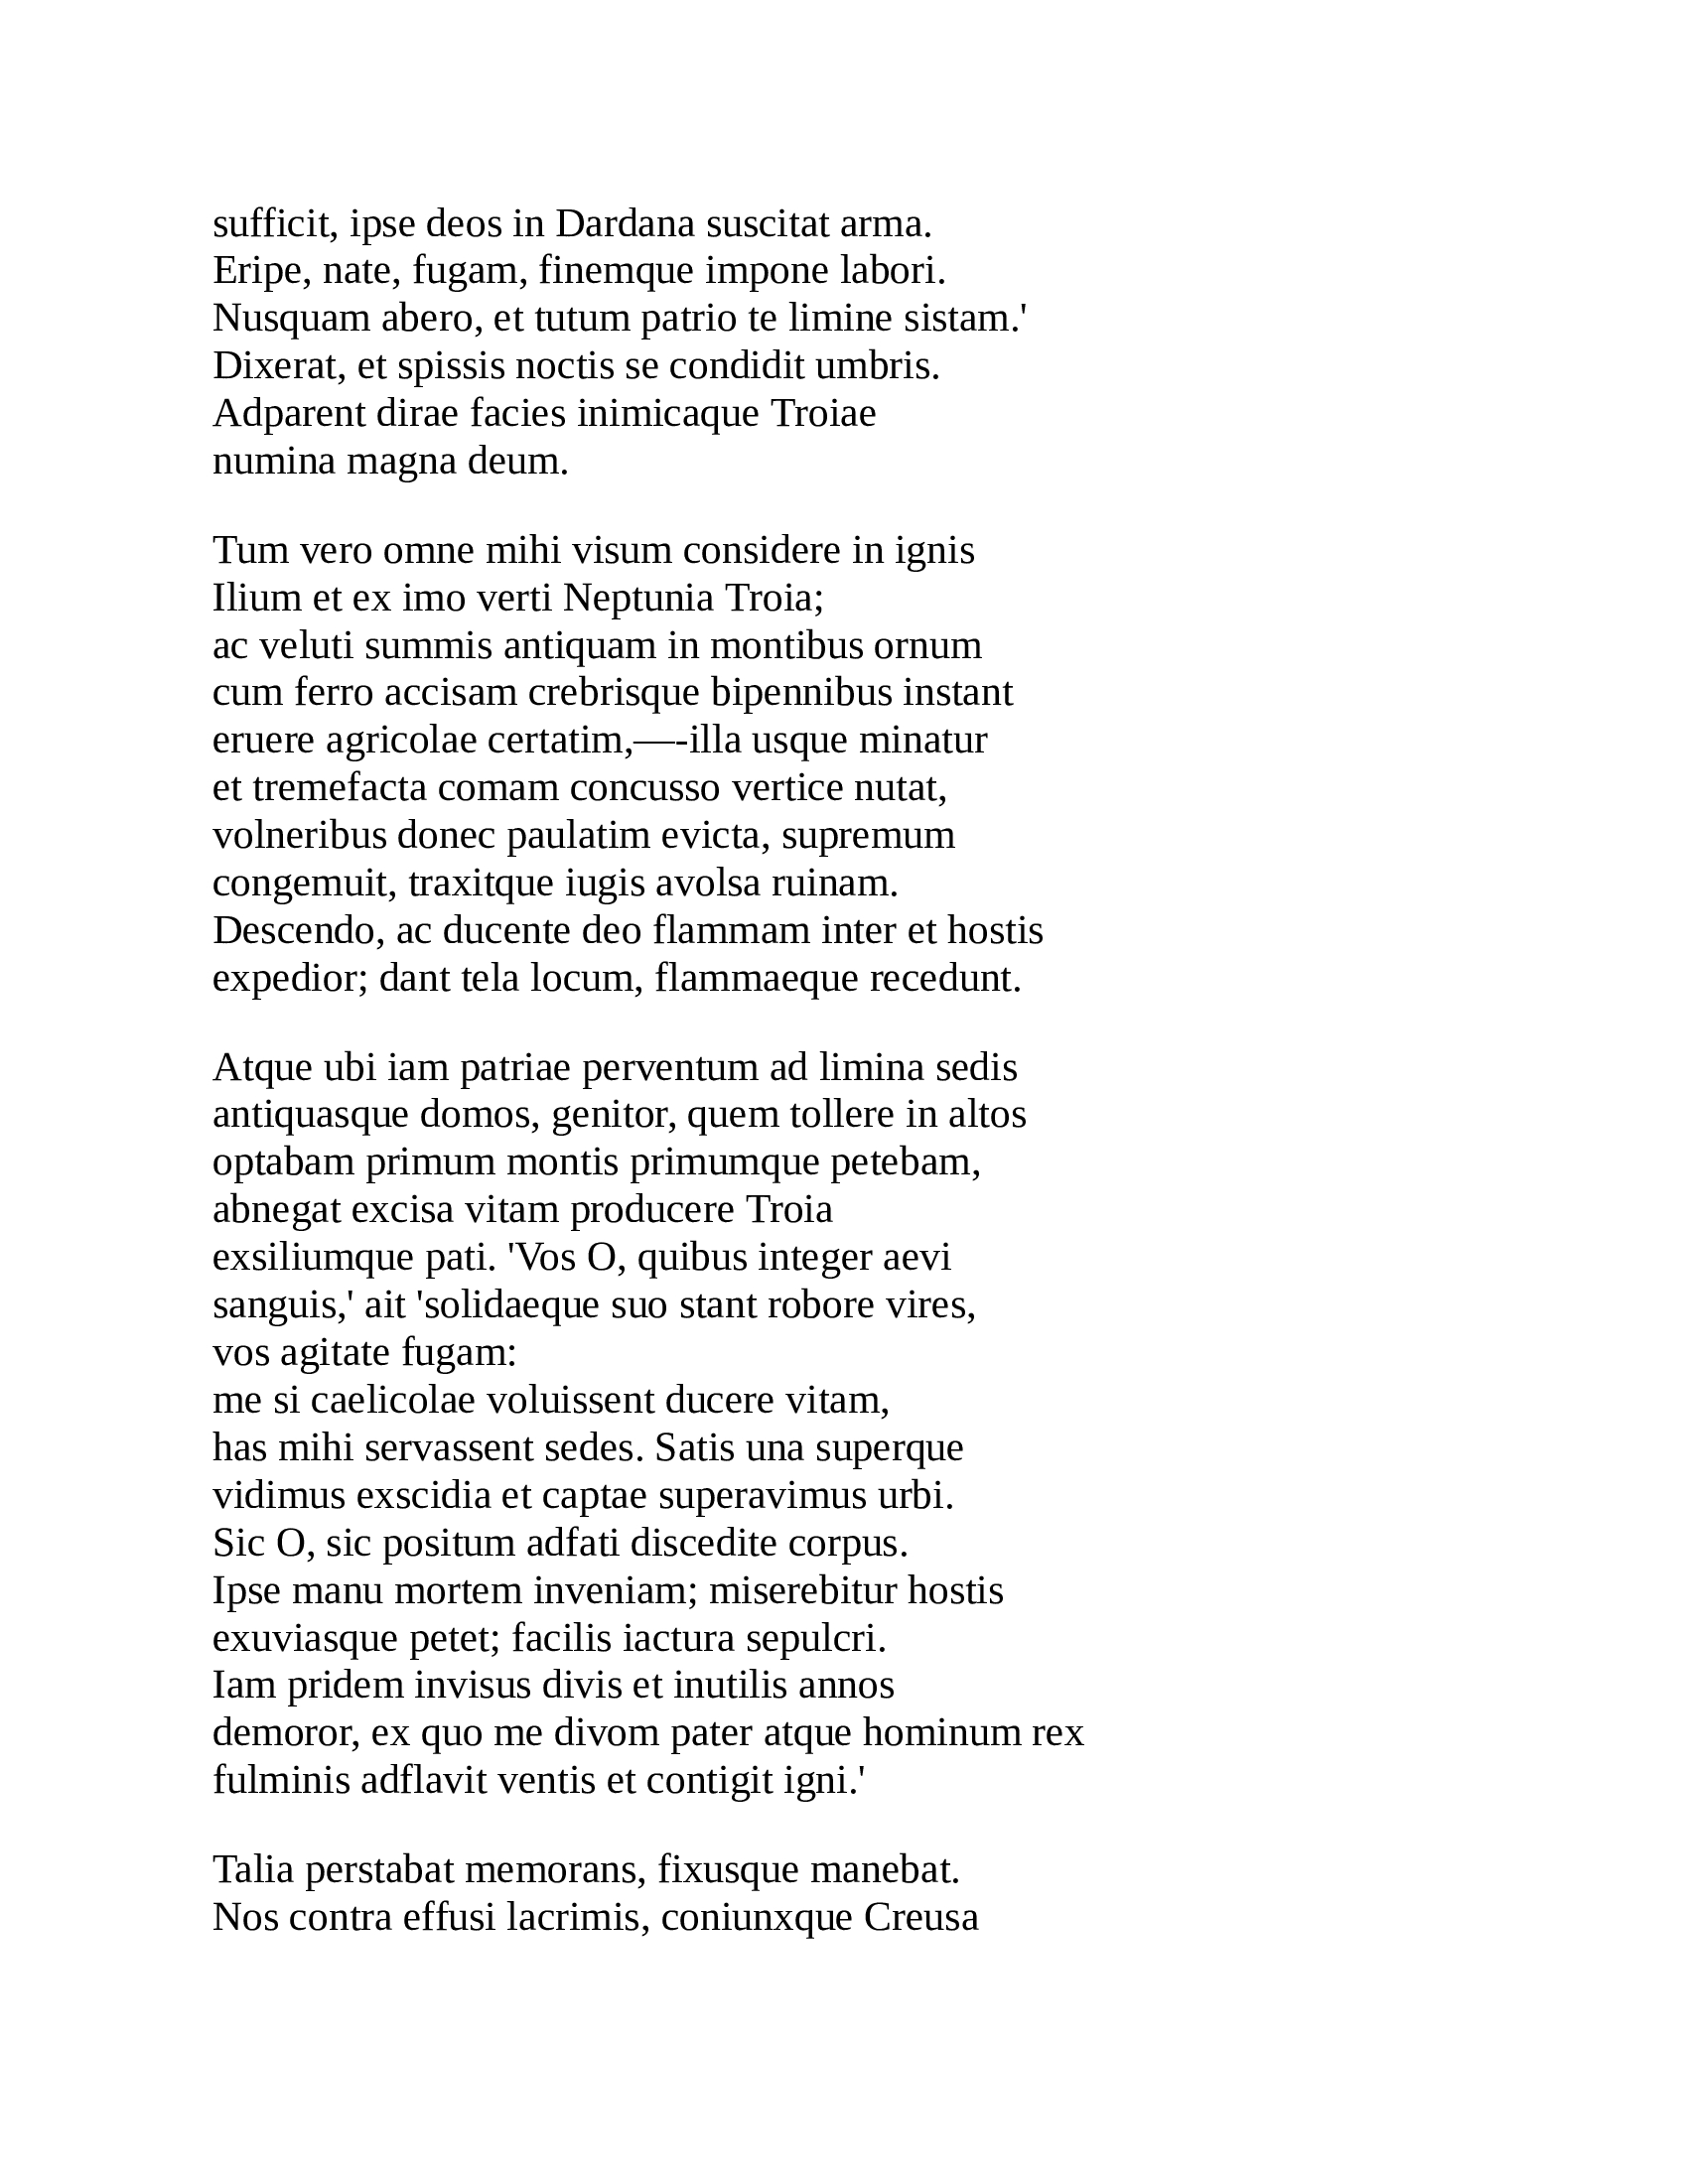 sufficit, ipse deos in Dardana suscitat arma.
Eripe, nate, fugam, finemque impone labori.
Nusquam abero, et tutum patrio te limine sistam.'
Dixerat, et spissis noctis se condidit umbris.
Adparent dirae facies inimicaque Troiae
numina magna deum.

Tum vero omne mihi visum considere in ignis
Ilium et ex imo verti Neptunia Troia;
ac veluti summis antiquam in montibus ornum
cum ferro accisam crebrisque bipennibus instant
eruere agricolae certatim,—-illa usque minatur
et tremefacta comam concusso vertice nutat,
volneribus donec paulatim evicta, supremum
congemuit, traxitque iugis avolsa ruinam.
Descendo, ac ducente deo flammam inter et hostis
expedior; dant tela locum, flammaeque recedunt.

Atque ubi iam patriae perventum ad limina sedis
antiquasque domos, genitor, quem tollere in altos
optabam primum montis primumque petebam,
abnegat excisa vitam producere Troia
exsiliumque pati. 'Vos O, quibus integer aevi
sanguis,' ait 'solidaeque suo stant robore vires,
vos agitate fugam:
me si caelicolae voluissent ducere vitam,
has mihi servassent sedes. Satis una superque
vidimus exscidia et captae superavimus urbi.
Sic O, sic positum adfati discedite corpus.
Ipse manu mortem inveniam; miserebitur hostis
exuviasque petet; facilis iactura sepulcri.
Iam pridem invisus divis et inutilis annos
demoror, ex quo me divom pater atque hominum rex
fulminis adflavit ventis et contigit igni.'

Talia perstabat memorans, fixusque manebat.
Nos contra effusi lacrimis, coniunxque Creusa